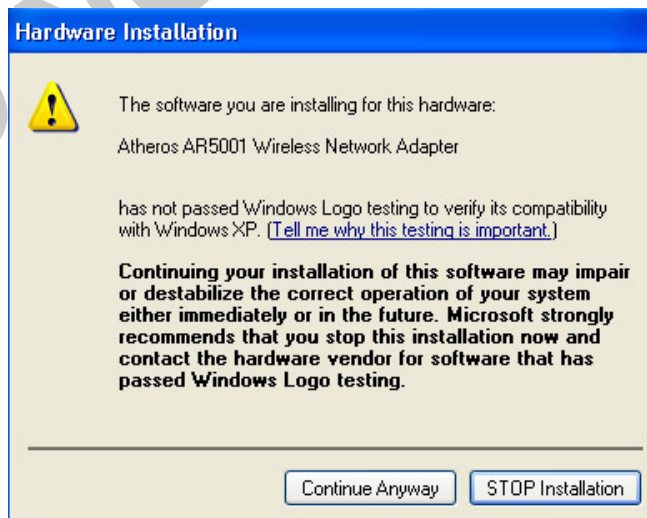 Hardware Installation
The software you are installing for this hardware:
Atheros AR5001 Wireless Network Adapter
has not passed Windows Logo testing to verify its compatibility
with Windows XP. (Tell me why this testing is important.)
Continuing your installation of this software may impair
or destabilize the correct operation of your system
either immediately or in the future. Microsoft strongly
recommends that you stop this installation now and
contact the hardware vendor for software that has
passed Windows Logo testing.
Continue Anyway
STOP Installation